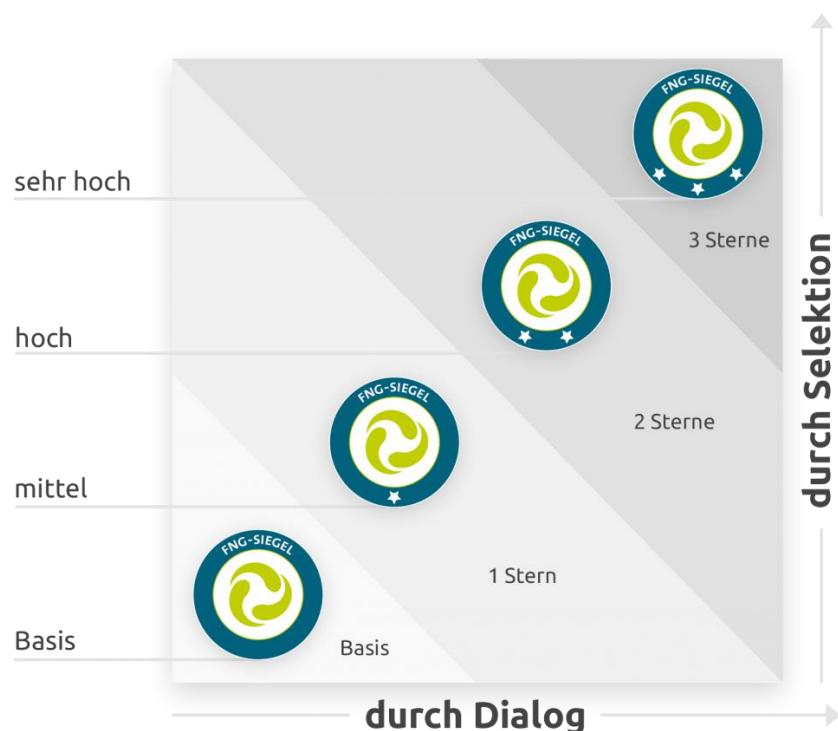 FNG-SIEGEL
sehr hoch
3 Sterne
FNG-SIEGEL
hoch
2 Sterne
FNG-SIEGEL
mittel
1 Stern
FNG-SIEGEL
Basis
Basis
durch Dialog
durch Selektion